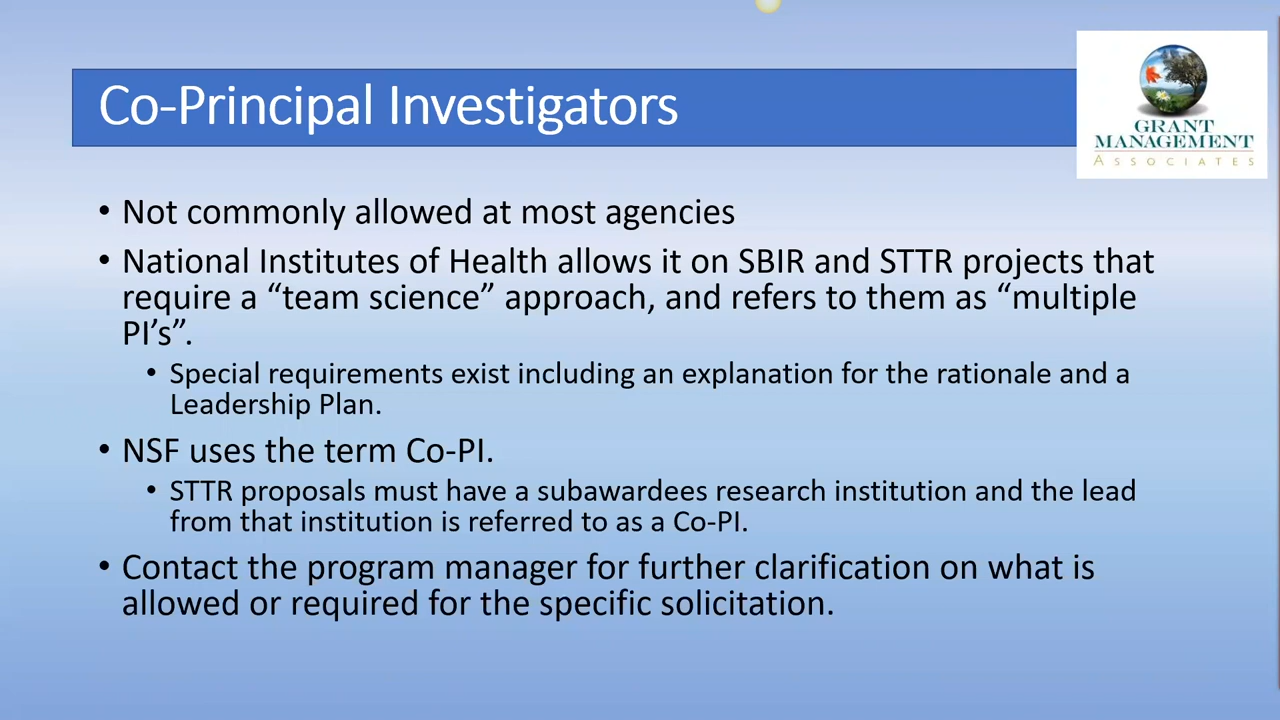 Co-Principal Investigators
GRANT
MANAGEMENT
ASSOCIATES
• Not commonly allowed at most agencies
• National Institutes of Health allows it on SBIR and STTR projects that
require a “team science” approach, and refers to them as “multiple
PI’s”.
• Special requirements exist including an explanation for the rationale and a
Leadership Plan.
• NSF uses the term Co-PI.
• STTR proposals must have a subawardees research institution and the lead
from that institution is referred to as a Co-PI.
• Contact the program manager for further clarification on what is
allowed or required for the specific solicitation.